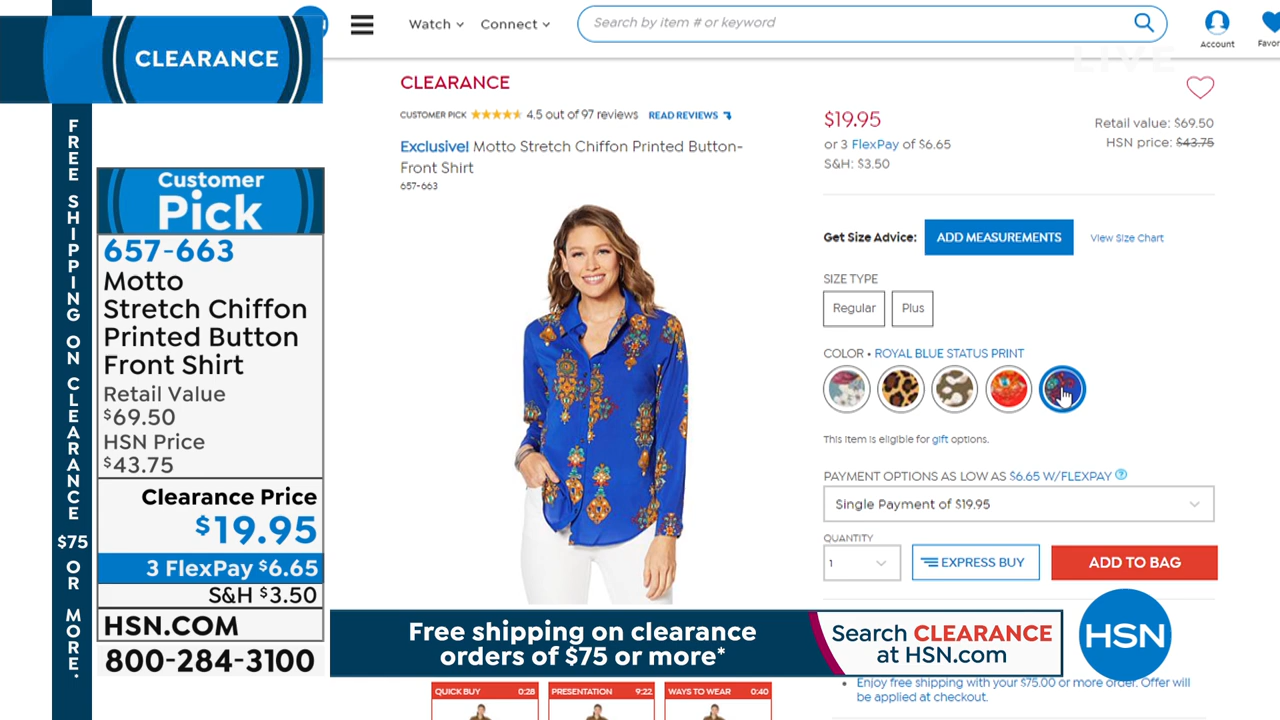 CLEARANCE
FREE SHIPPING ON CLEARANCE $75 OR MORE.
Customer
Pick
657-663
Motto
Stretch Chiffon
Printed Button
Front Shirt
Retail Value
$69.50
HSN Price
$43.75
Clearance Price
$19.95
3 FlexPay $6.65
S&H $3.50
HSN.COM
800-284-3100
Watch
Connect
Search by item # or keyword
Account
LIVE
CLEARANCE
CUSTOMER PICK 4.5 out of 97 reviews READ REVIEWS
Exclusive! Motto Stretch Chiffon Printed Button-
Front Shirt
657-663
$19.95
or 3 FlexPay of $6.65
S&H: $3.50
Retail value: $69.50
HSN price: $43.75
Get Size Advice: ADD MEASUREMENTS View Size Chart
SIZE TYPE
Regular Plus
COLOR • ROYAL BLUE STATUS PRINT
This item is eligible for gift options.
PAYMENT OPTIONS AS LOW AS $6.65 W/FLEXPAY ?
Single Payment of $19.95
QUANTITY
1
EXPRESS BUY
ADD TO BAG
Free shipping on clearance
orders of $75 or more*
Search CLEARANCE
at HSN.com
HSN
• Enjoy free shipping with your $75.00 or more order. Offer will
be applied at checkout.
QUICK BUY 0:28
PRESENTATION 9:22
WAYS TO WEAR 0:40